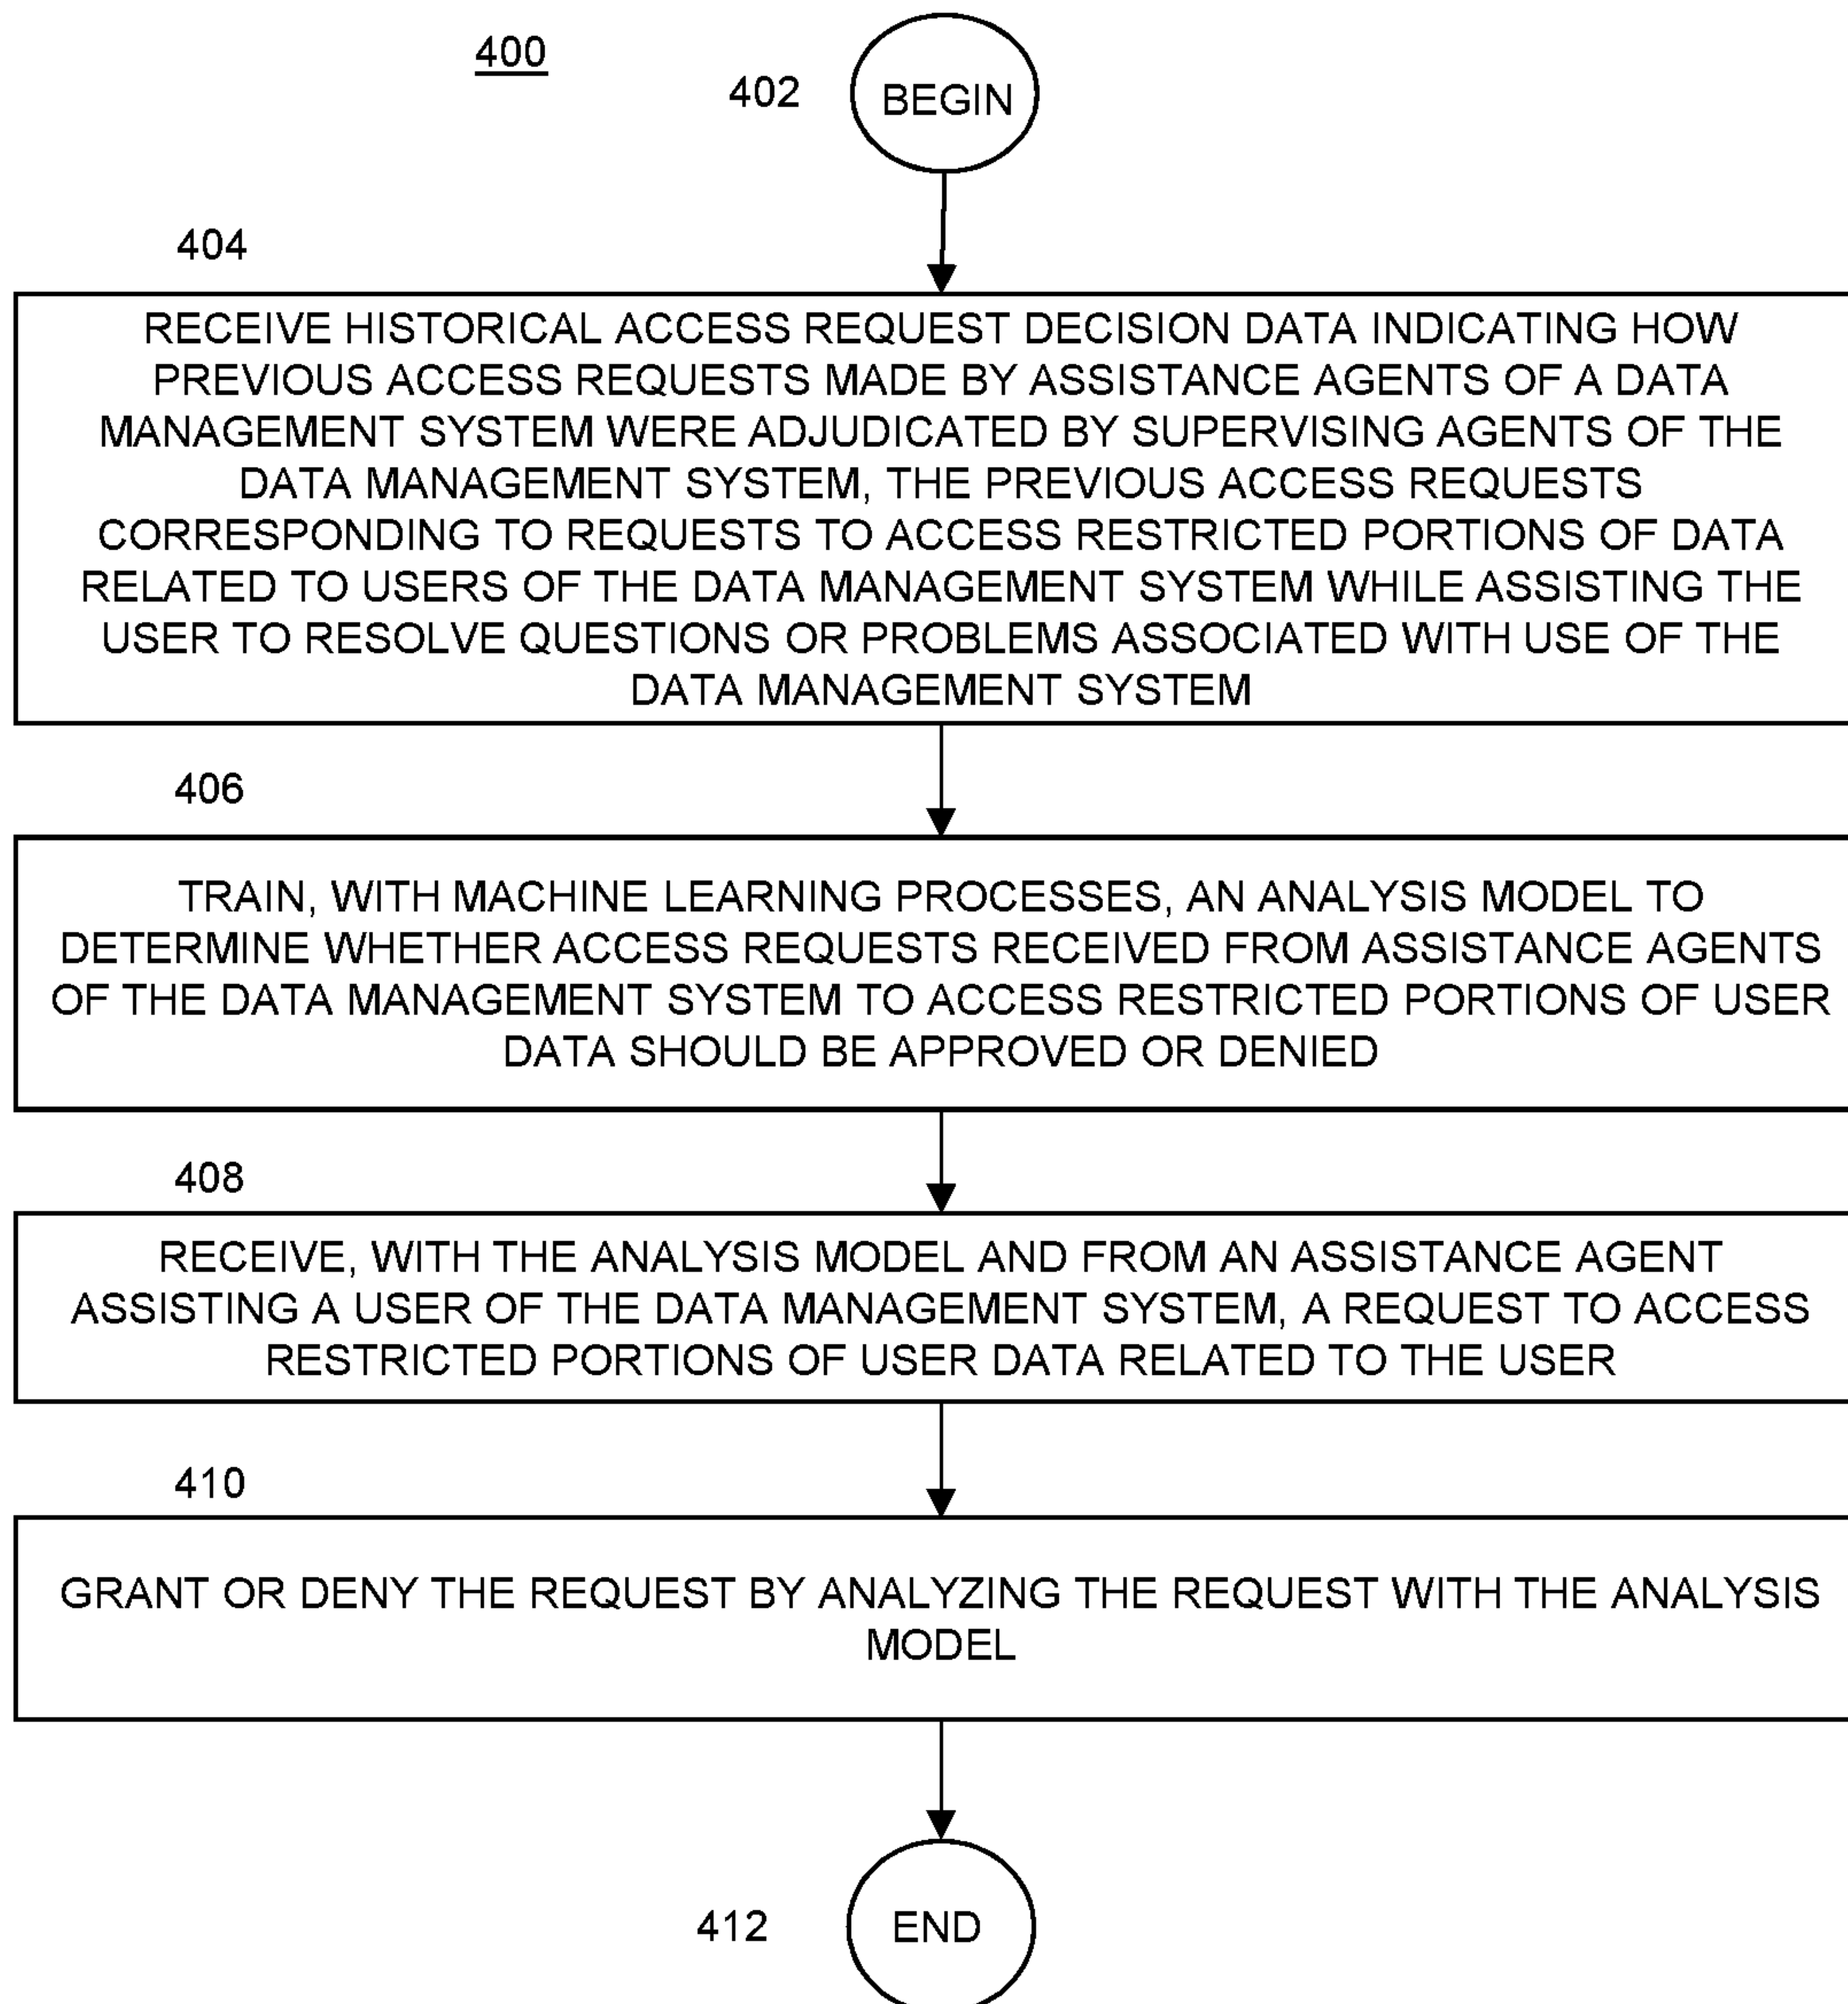 400
402
BEGIN
404
RECEIVE HISTORICAL ACCESS REQUEST DECISION DATA INDICATING HOW
PREVIOUS ACCESS REQUESTS MADE BY ASSISTANCE AGENTS OF A DATA
MANAGEMENT SYSTEM WERE ADJUDICATED BY SUPERVISING AGENTS OF THE
DATA MANAGEMENT SYSTEM, THE PREVIOUS ACCESS REQUESTS
CORRESPONDING TO REQUESTS TO ACCESS RESTRICTED PORTIONS OF DATA
RELATED TO USERS OF THE DATA MANAGEMENT SYSTEM WHILE ASSISTING THE
USER TO RESOLVE QUESTIONS OR PROBLEMS ASSOCIATED WITH USE OF THE
DATA MANAGEMENT SYSTEM
406
TRAIN, WITH MACHINE LEARNING PROCESSES, AN ANALYSIS MODEL TO
DETERMINE WHETHER ACCESS REQUESTS RECEIVED FROM ASSISTANCE AGENTS
OF THE DATA MANAGEMENT SYSTEM TO ACCESS RESTRICTED PORTIONS OF USER
DATA SHOULD BE APPROVED OR DENIED
408
RECEIVE, WITH THE ANALYSIS MODEL AND FROM AN ASSISTANCE AGENT
ASSISTING A USER OF THE DATA MANAGEMENT SYSTEM, A REQUEST TO ACCESS
RESTRICTED PORTIONS OF USER DATA RELATED TO THE USER
410
GRANT OR DENY THE REQUEST BY ANALYZING THE REQUEST WITH THE ANALYSIS
MODEL
412
END